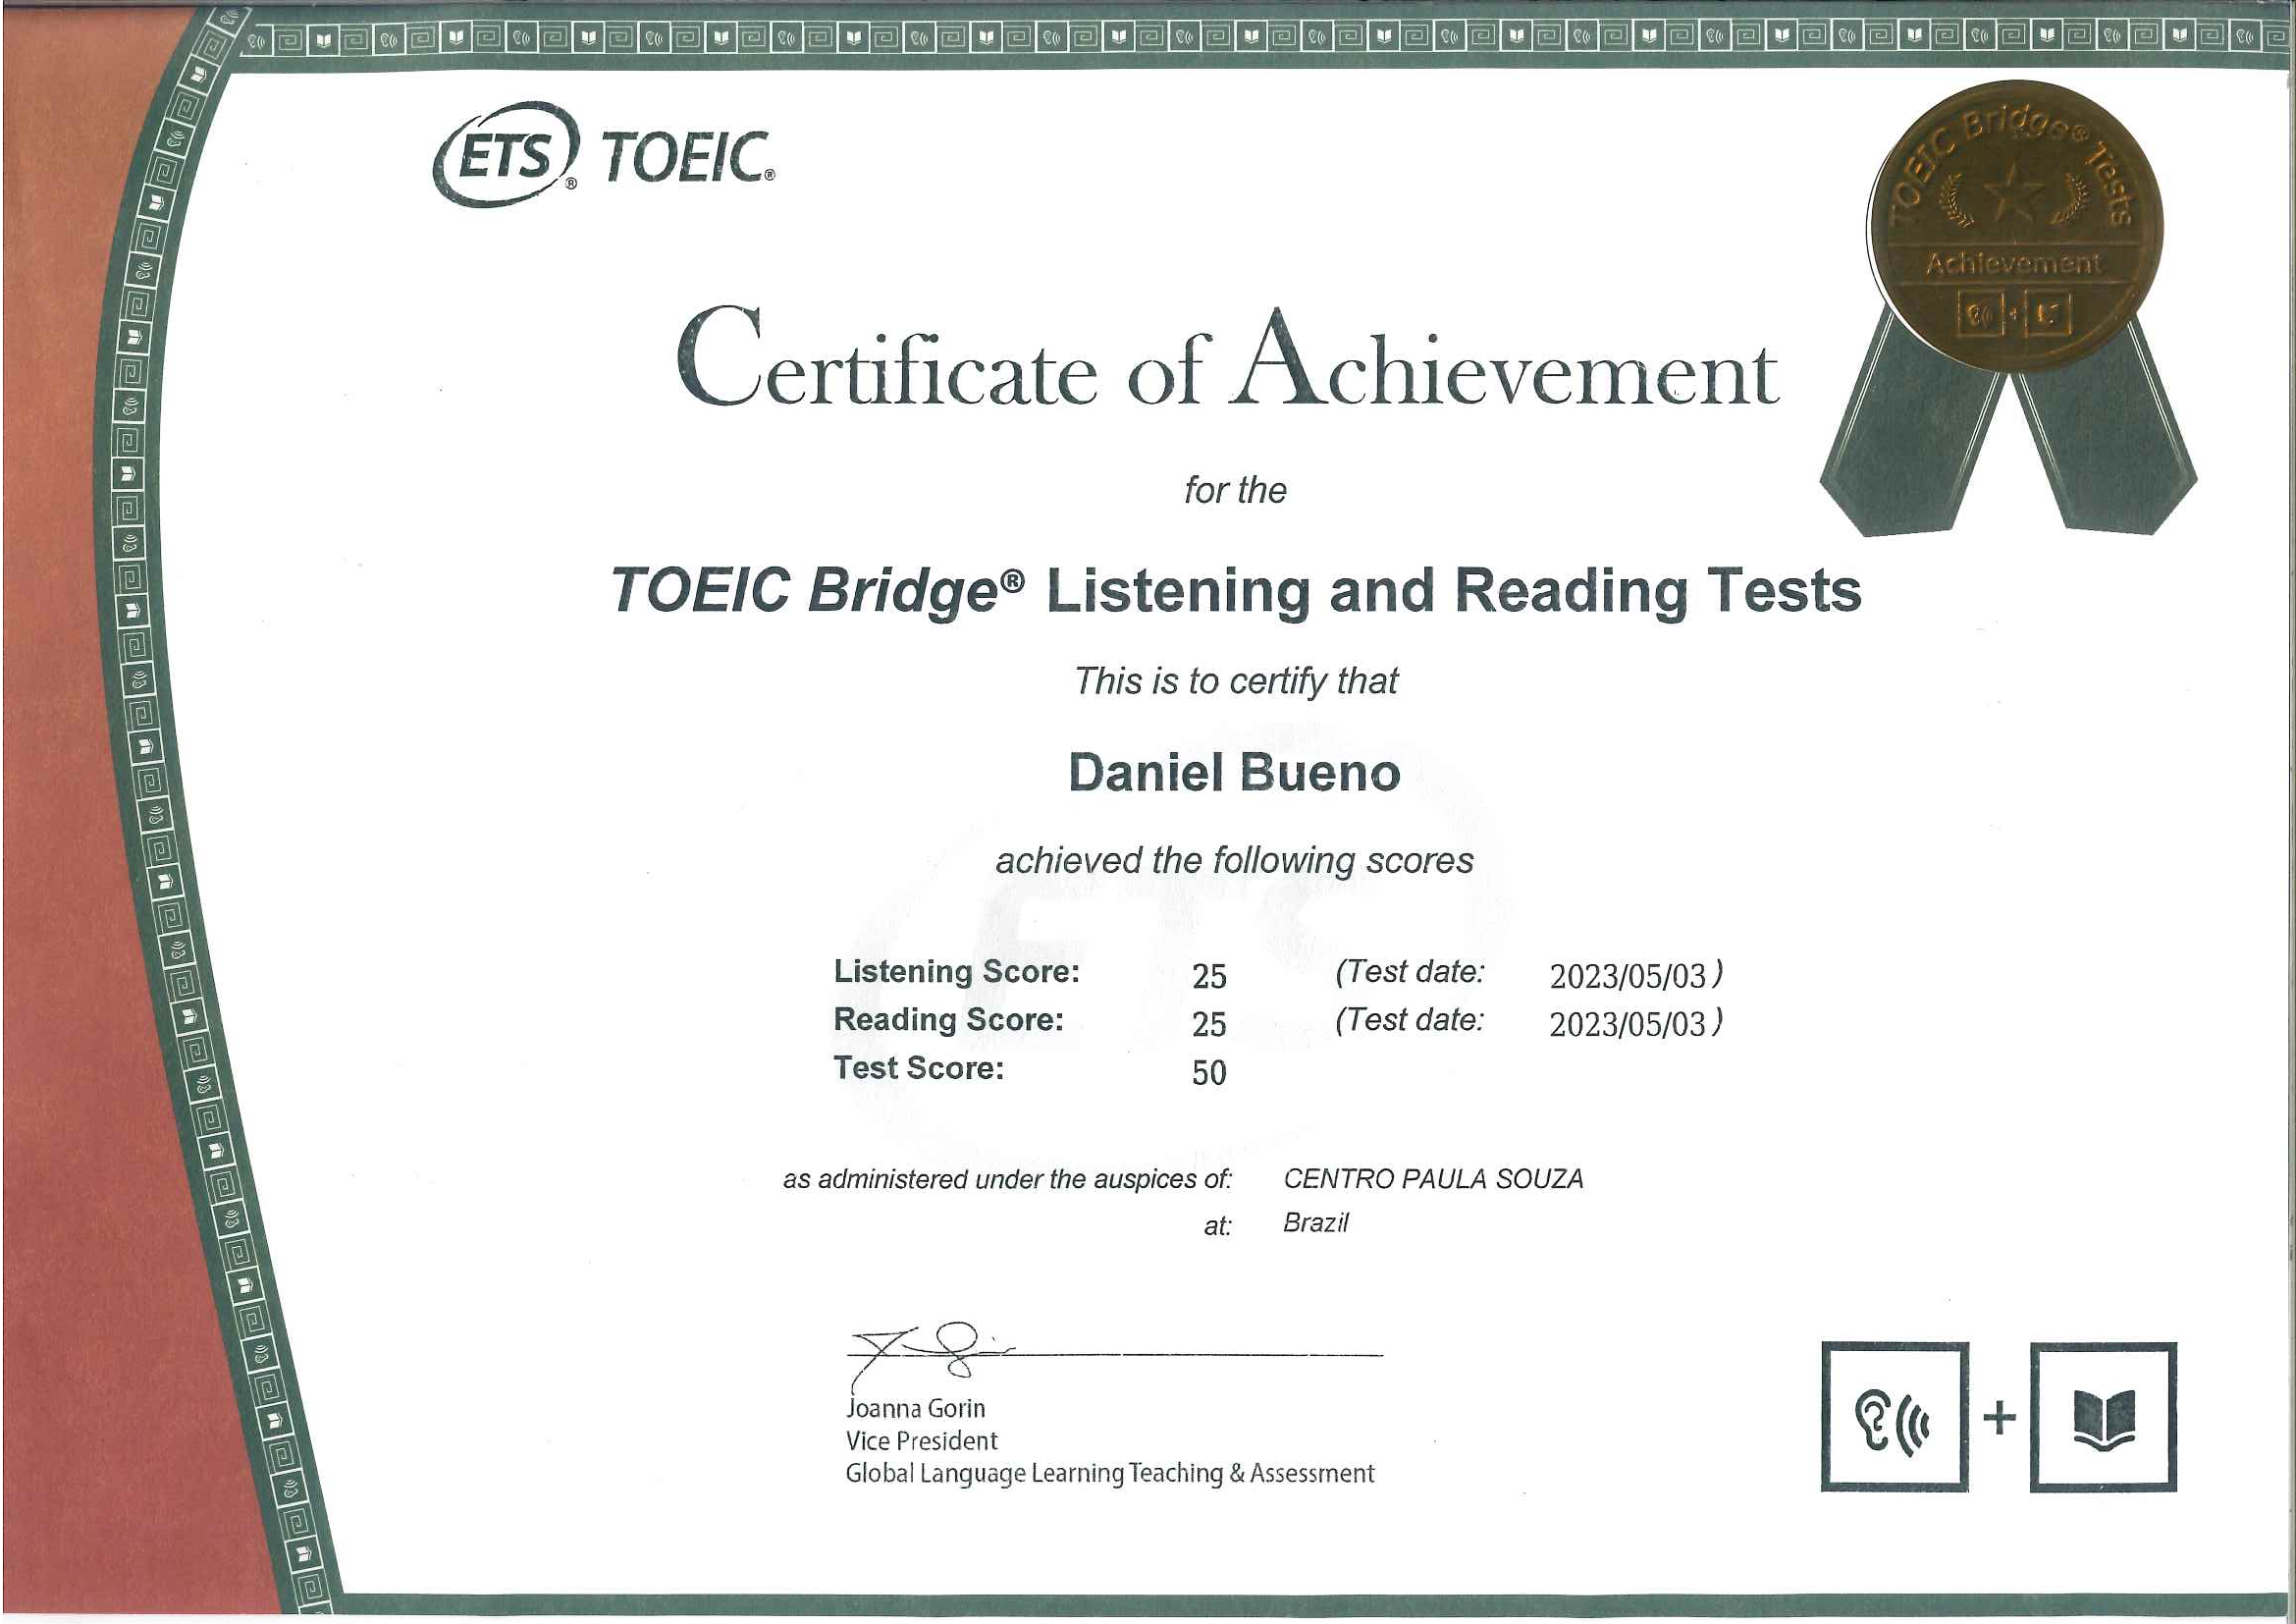 ETS® TOEIC®
TOEIC Bridge® Tests
Achievement
Certificate of Achievement
for the
TOEIC Bridge® Listening and Reading Tests
This is to certify that
Daniel Bueno
achieved the following scores
Listening Score: 25 (Test date: 2023/05/03)
Reading Score: 25 (Test date: 2023/05/03)
Test Score: 50
as administered under the auspices of: CENTRO PAULA SOUZA
at: Brazil
Joanna Gorin
Vice President
Global Language Learning Teaching & Assessment
+
ETS